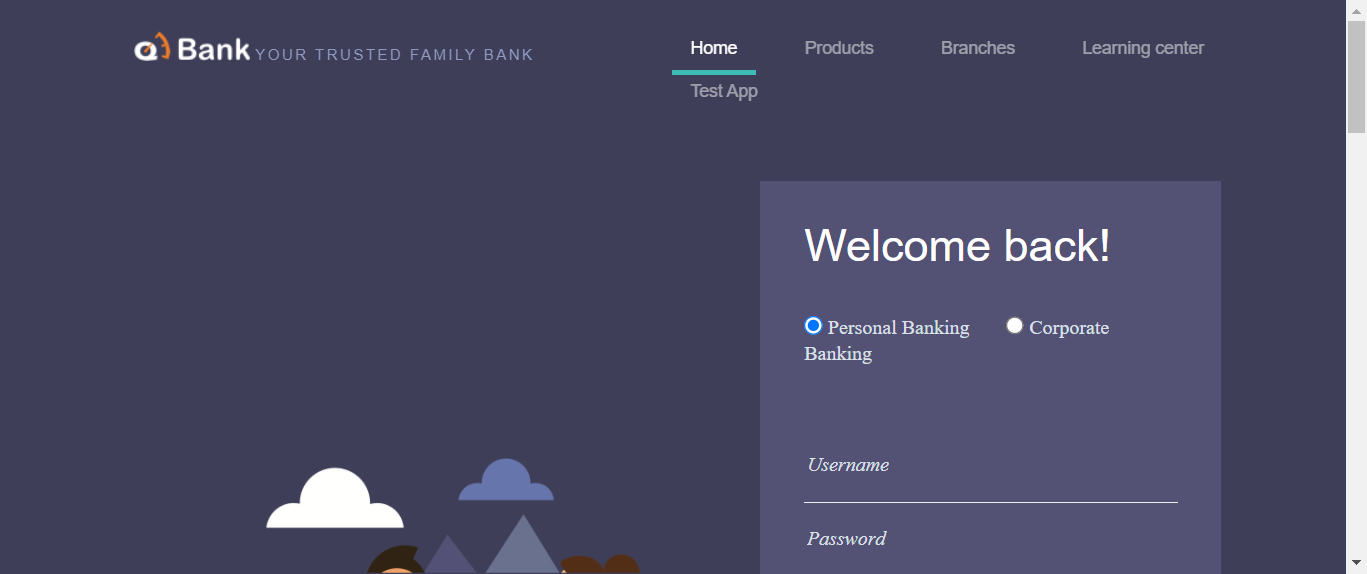 Bank YOUR TRUSTED FAMILY BANK
Home Products Branches Learning center
Test App
Welcome back!
Personal Banking Corporate
Banking
Username
Password